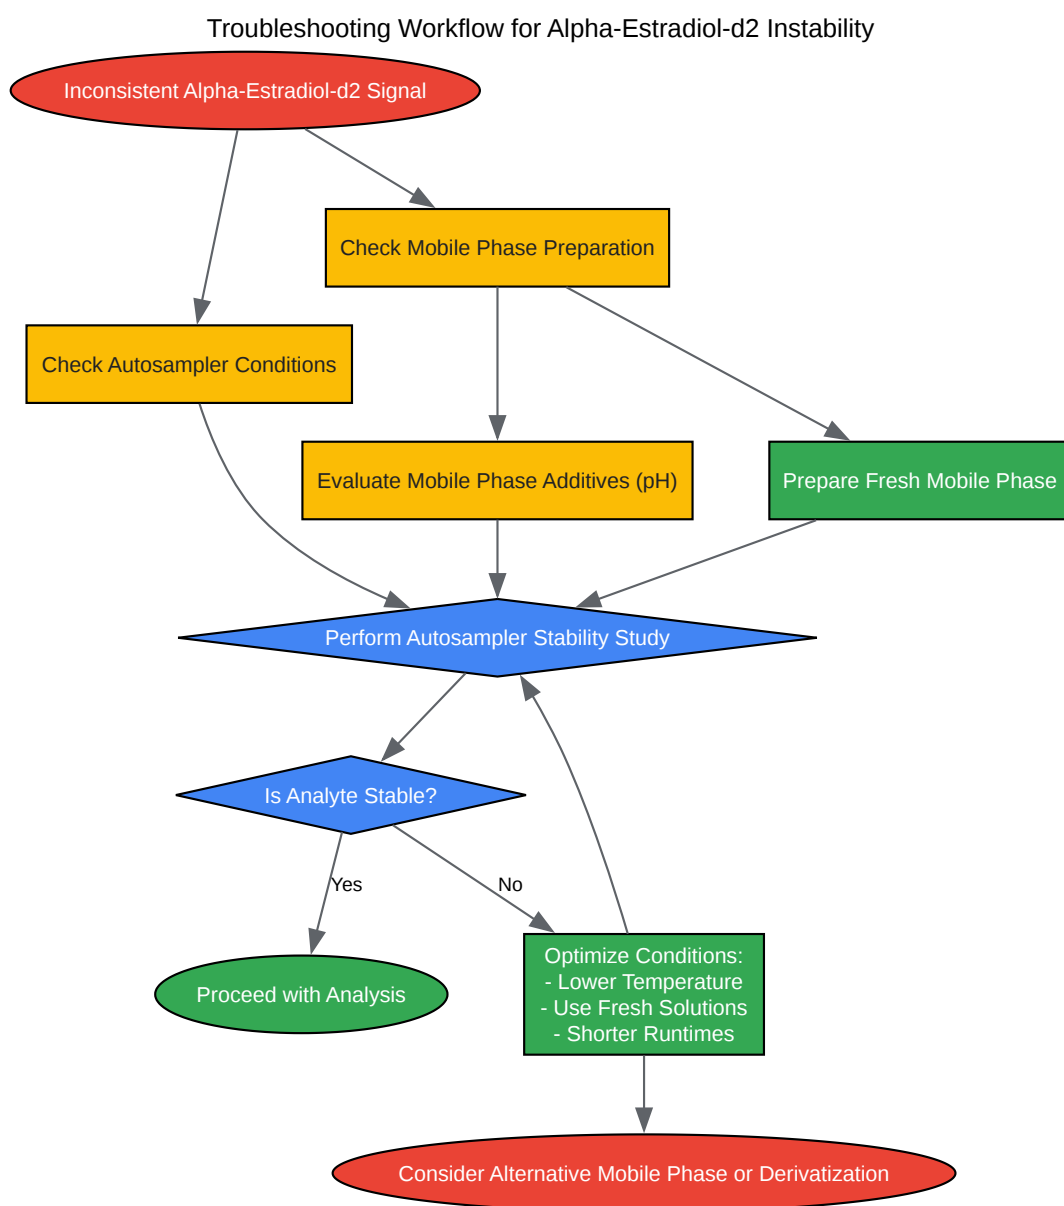 Troubleshooting Workflow for Alpha-Estradiol-d2 Instability
Inconsistent Alpha-Estradiol-d2 Signal
Check Mobile Phase Preparation
Check Autosampler Conditions
Evaluate Mobile Phase Additives (pH)
Prepare Fresh Mobile Phase
Perform Autosampler Stability Study
Is Analyte Stable?
Yes
No
Proceed with Analysis
Optimize Conditions:
- Lower Temperature
- Use Fresh Solutions
- Shorter Runtimes
Consider Alternative Mobile Phase or Derivatization